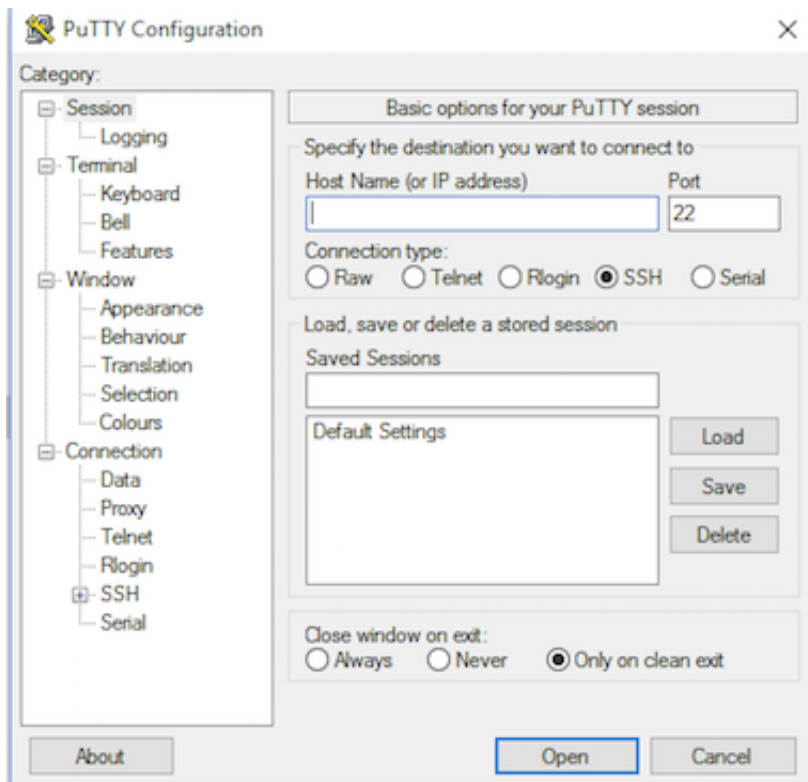 PuTTY Configuration
Category:
Session
Logging
Terminal
Keyboard
Bell
Features
Window
Appearance
Behaviour
Translation
Selection
Colours
Connection
Data
Proxy
Telnet
Rlogin
SSH
Serial
Basic options for your PuTTY session
Specify the destination you want to connect to
Host Name (or IP address) Port
22
Connection type:
Raw Telnet Rlogin SSH Serial
Load, save or delete a stored session
Saved Sessions
Default Settings
Load
Save
Delete
Close window on exit:
Always Never Only on clean exit
About Open Cancel